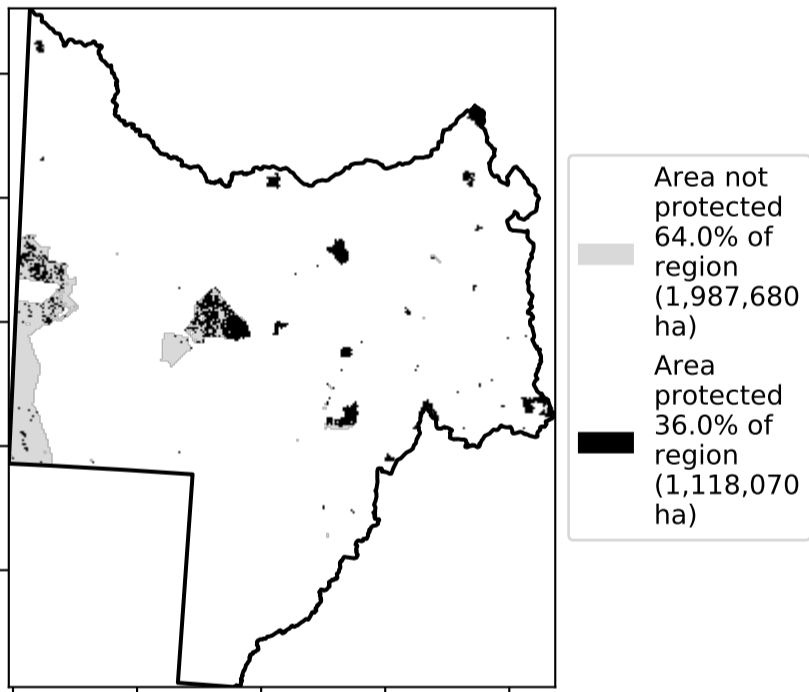 Area not
protected
64.0% of
region
(1,987,680
ha)
Area
protected
36.0% of
region
(1,118,070
ha)